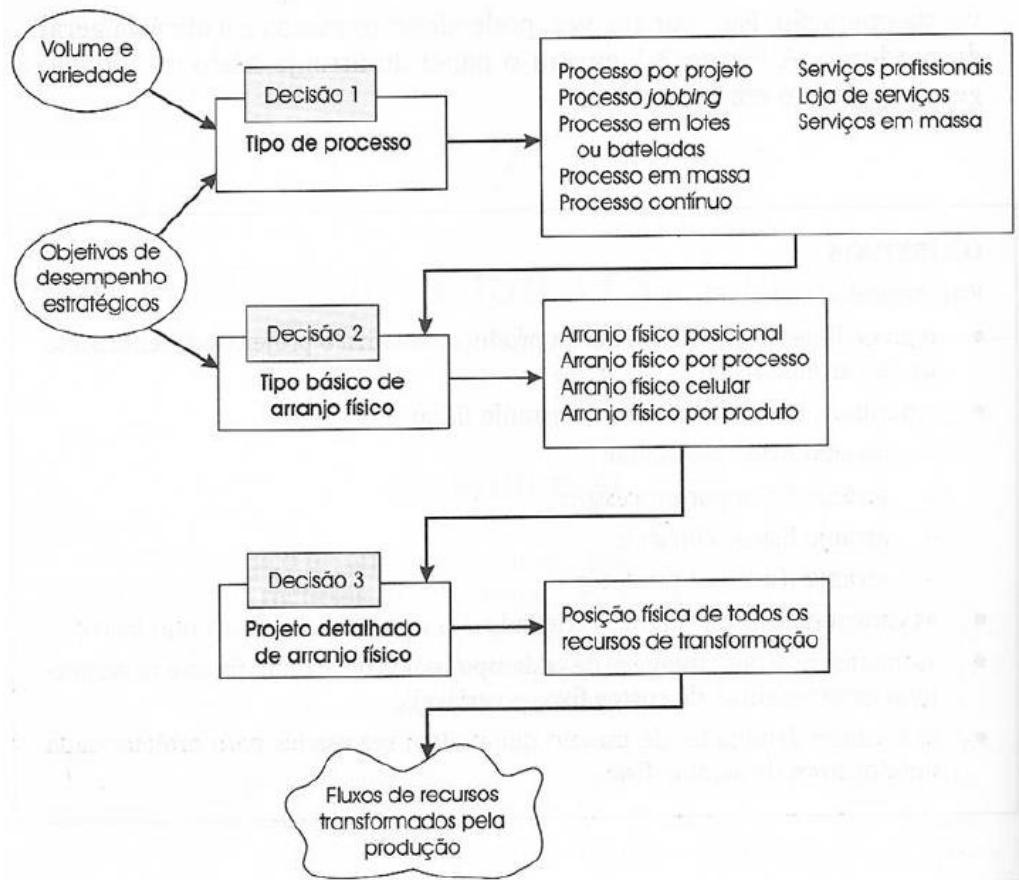 Volume e
variedade
Decisão 1
Tipo de processo
Processo por projeto
Processo jobbing
Processo em lotes
ou bateladas
Processo em massa
Processo contínuo
Serviços profissionais
Loja de serviços
Serviços em massa
Objetivos de
desempenho
estratégicos
Decisão 2
Tipo básico de
arranjo físico
Arranjo físico posicional
Arranjo físico por processo
Arranjo físico celular
Arranjo físico por produto
Decisão 3
Projeto detalhado
de arranjo físico
Posição física de todos os
recursos de transformação
Fluxos de recursos
transformados pela
produção